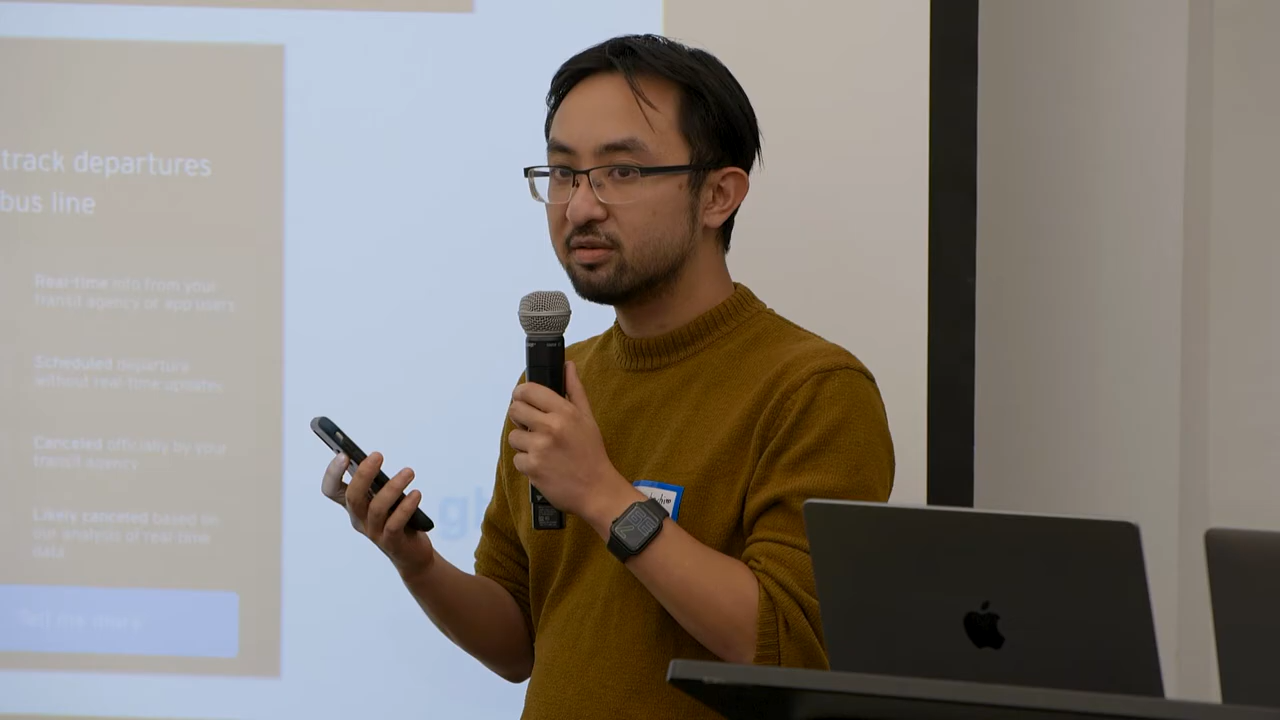 track departures
bus line
Real-time info from your
transit agency or app users
Scheduled departure
without real-time updates
Canceled officially by your
transit agency
Likely canceled based on
our analysis of real-time
data